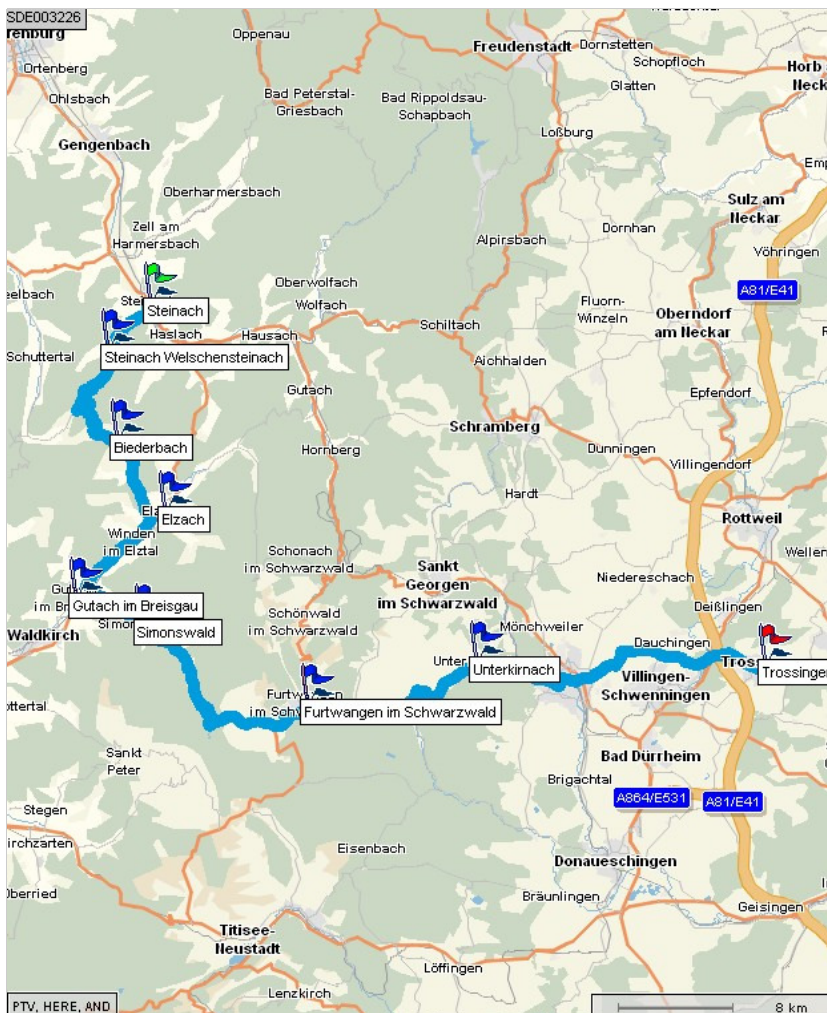 SDE003226
Oppenau
Freudenstadt
Dornstetten
Schopfloch
Horb
Ortenberg
Glatten
Ohlsbach
Bad Peterstal-
Griesbach
Bad Rippoldsau-
Schapbach
Loßburg
Gengenbach
Oberharmersbach
Sulz am
Neckar
Zell am
Harmersbach
Dornhan
Alpirsbach
Vöhringen
Oberwolfach
A81/E41
Steinach
Wolfach
Fluorn-
Winzeln
Oberndorf
am Neckar
Haslach
Hausach
Schiltach
Steinach Welschensteinach
Schuttertal
Aichhalden
Gutach
Epfendorf
Biederbach
Schramberg
Hornberg
Dunningen
Villingendorf
Hardt
Elzach
Rottweil
Winden
im Elztal
Schonach
im Schwarzwald
Sankt
Georgen
im Schwarzwald
Niedereschach
Deißlingen
Gutach im Breisgau
Schönwald
im Schwarzwald
Mönchweiler
Waldkirch
Simonswald
Dauchingen
Unterkirnach
Trossingen
Villingen-
Schwenningen
Furtwangen im Schwarzwald
Sankt
Peter
Bad Dürrheim
Brigachtal
A864/E531
A81/E41
Stegen
Eisenbach
Donaueschingen
Bräunlingen
Geisingen
Titisee-
Neustadt
Löffingen
Lenzkirch
PTV, HERE, AND
8 km